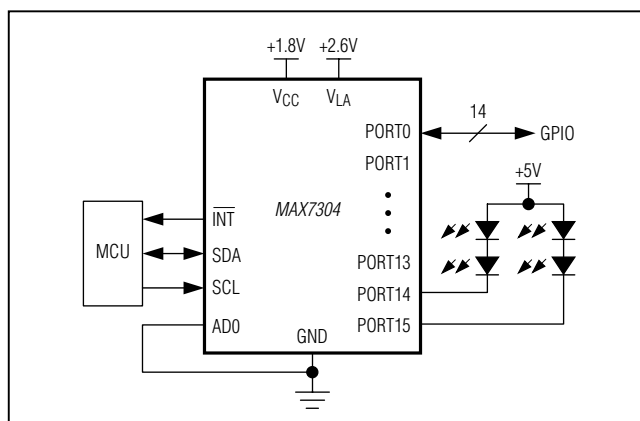 +1.8V +2.6V
VCC VLA
14
PORT0 GPIO
PORT1
+5V
INT MAX7304
MCU SDA PORT13
SCL PORT14
AD0 GND PORT15